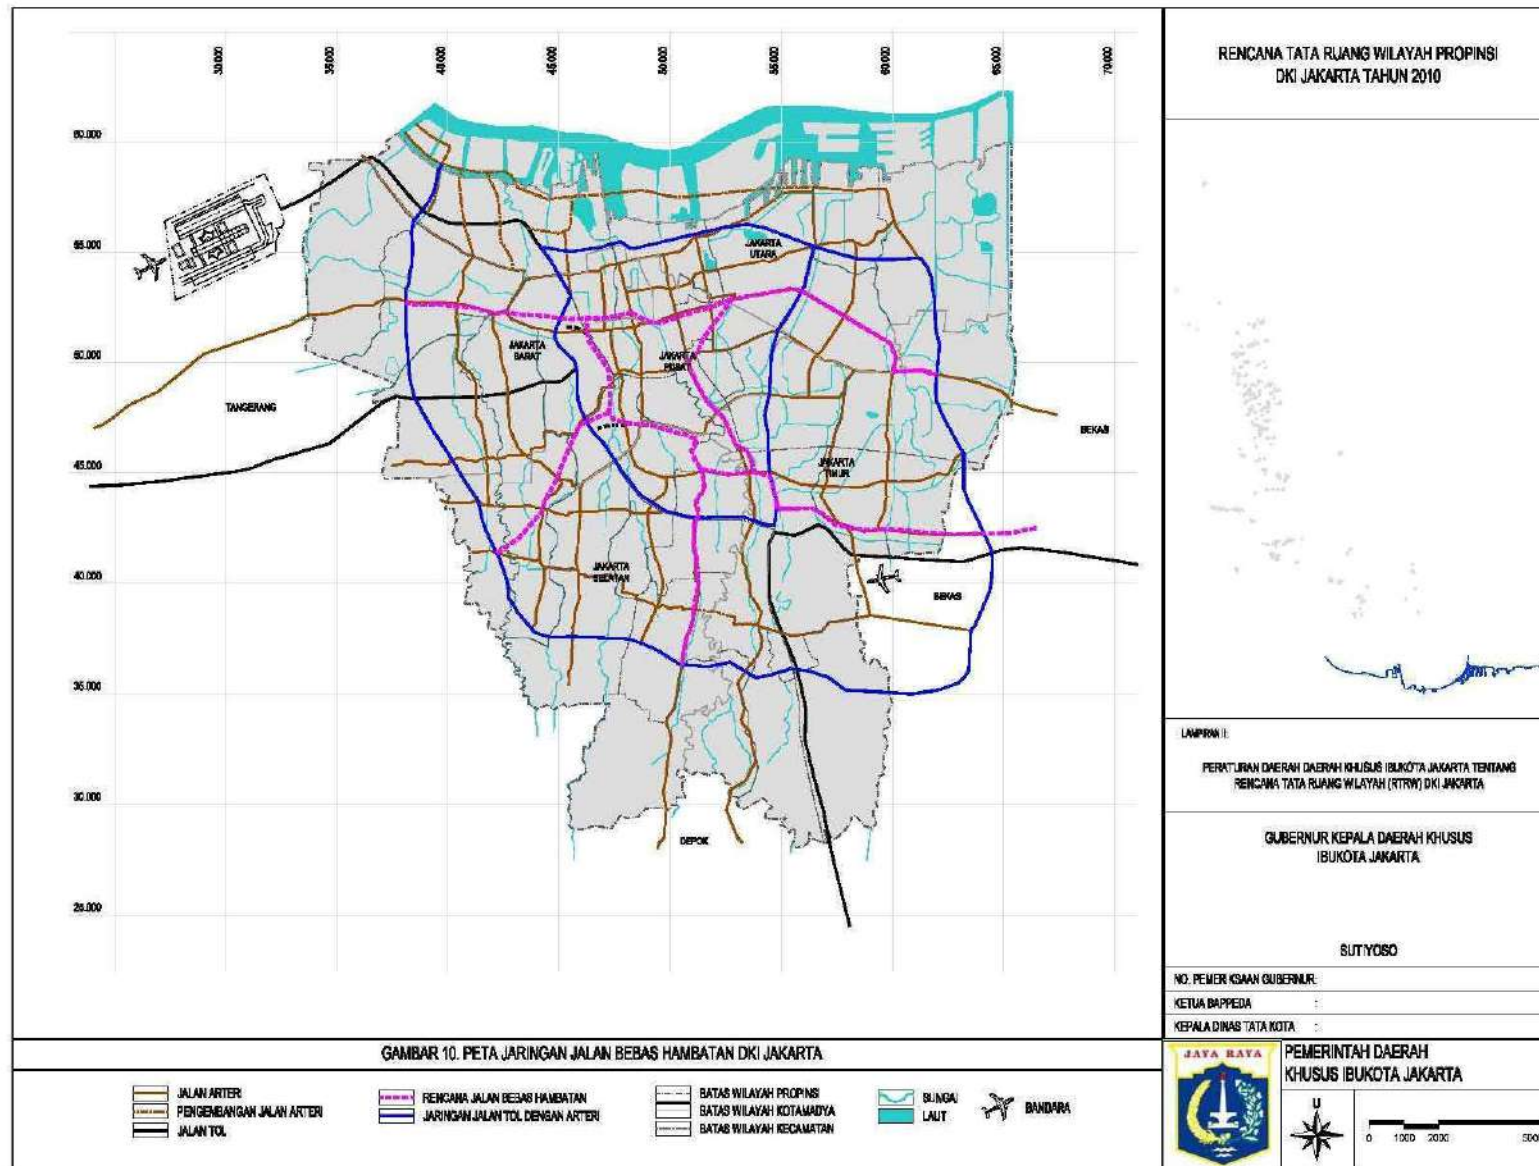 30.000
35.000
40.000
45.000
50.000
55.000
60.000
65.000
70.000
60.000
55.000
50.000
45.000
40.000
35.000
30.000
25.000
JAKARTA
UTARA
JAKARTA
BARAT
JAKARTA
PUSAT
TANGERANG
BEKASI
JAKARTA
TIMUR
JAKARTA
SELATAN
BEKASI
DEPOK
RENCANA TATA RUANG WILAYAH PROPINSI
DKI JAKARTA TAHUN 2010
LAMPIRAN II:
PERATURAN DAERAH DAERAH KHUSUS IBUKOTA JAKARTA TENTANG
RENCANA TATA RUANG WILAYAH (RTRW) DKI JAKARTA
GUBERNUR KEPALA DAERAH KHUSUS
IBUKOTA JAKARTA
SUTIYOSO
NO. PEMERIKSAAN GUBERNUR:
KETUA BAPPEDA :
KEPALA DINAS TATA KOTA :
GAMBAR 10. PETA JARINGAN JALAN BEBAS HAMBATAN DKI JAKARTA
JALAN ARTERI
PENGEMBANGAN JALAN ARTERI
JALAN TOL
RENCANA JALAN BEBAS HAMBATAN
JARINGAN JALAN TOL DENGAN ARTERI
BATAS WILAYAH PROPINSI
BATAS WILAYAH KOTAMADYA
BATAS WILAYAH KECAMATAN
SUNGAI
LAUT
BANDARA
JAYA RAYA
PEMERINTAH DAERAH
KHUSUS IBUKOTA JAKARTA
U
0 1000 2000